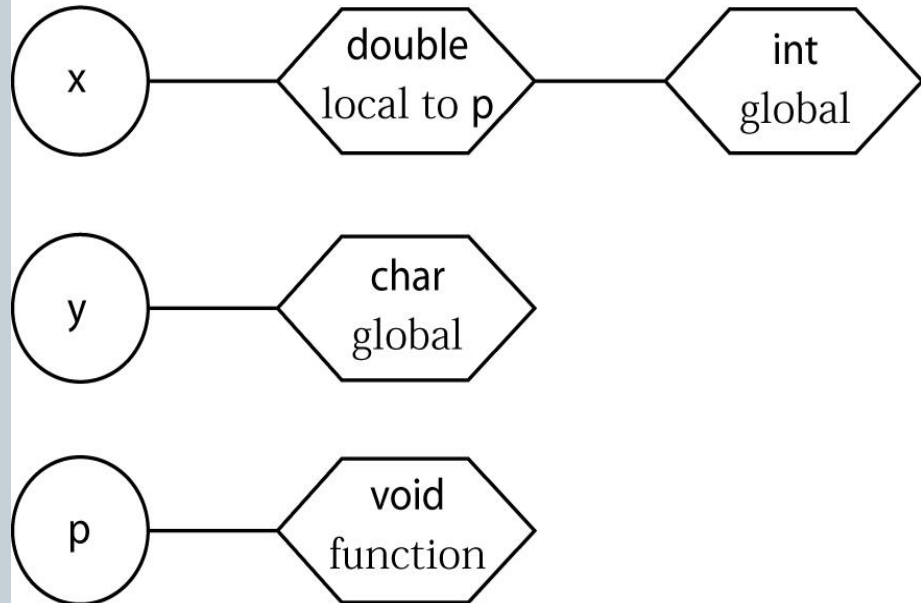 x
double
local to p
int
global
y
char
global
p
void
function